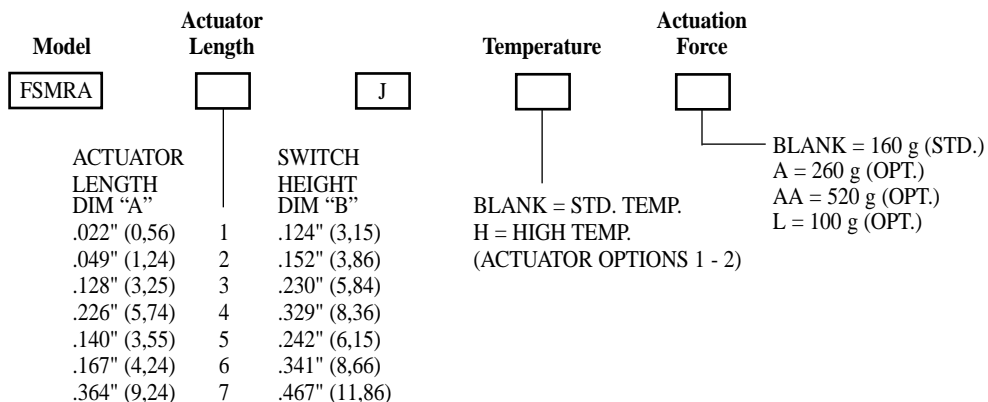 Model
Actuator
Length
Temperature
Actuation
Force
FSMRA
J
ACTUATOR
LENGTH
DIM “A”
SWITCH
HEIGHT
DIM “B”
.022" (0,56) 1 .124" (3,15)
.049" (1,24) 2 .152" (3,86)
.128" (3,25) 3 .230" (5,84)
.226" (5,74) 4 .329" (8,36)
.140" (3,55) 5 .242" (6,15)
.167" (4,24) 6 .341" (8,66)
.364" (9,24) 7 .467" (11,86)
BLANK = STD. TEMP.
H = HIGH TEMP.
(ACTUATOR OPTIONS 1 - 2)
BLANK = 160 g (STD.)
A = 260 g (OPT.)
AA = 520 g (OPT.)
L = 100 g (OPT.)